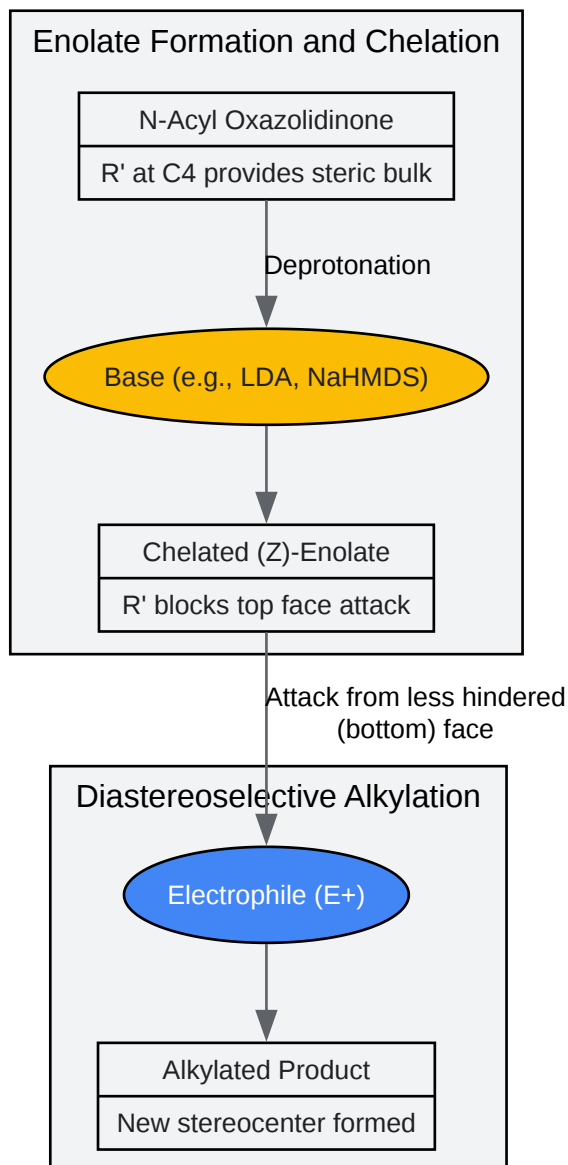 Enolate Formation and Chelation
N-Acyl Oxazolidinone
R' at C4 provides steric bulk
Deprotonation
Base (e.g., LDA, NaHMDS)
Chelated (Z)-Enolate
R' blocks top face attack
Attack from less hindered
(bottom) face
Diastereoselective Alkylation
Electrophile (E+)
Alkylated Product
New stereocenter formed